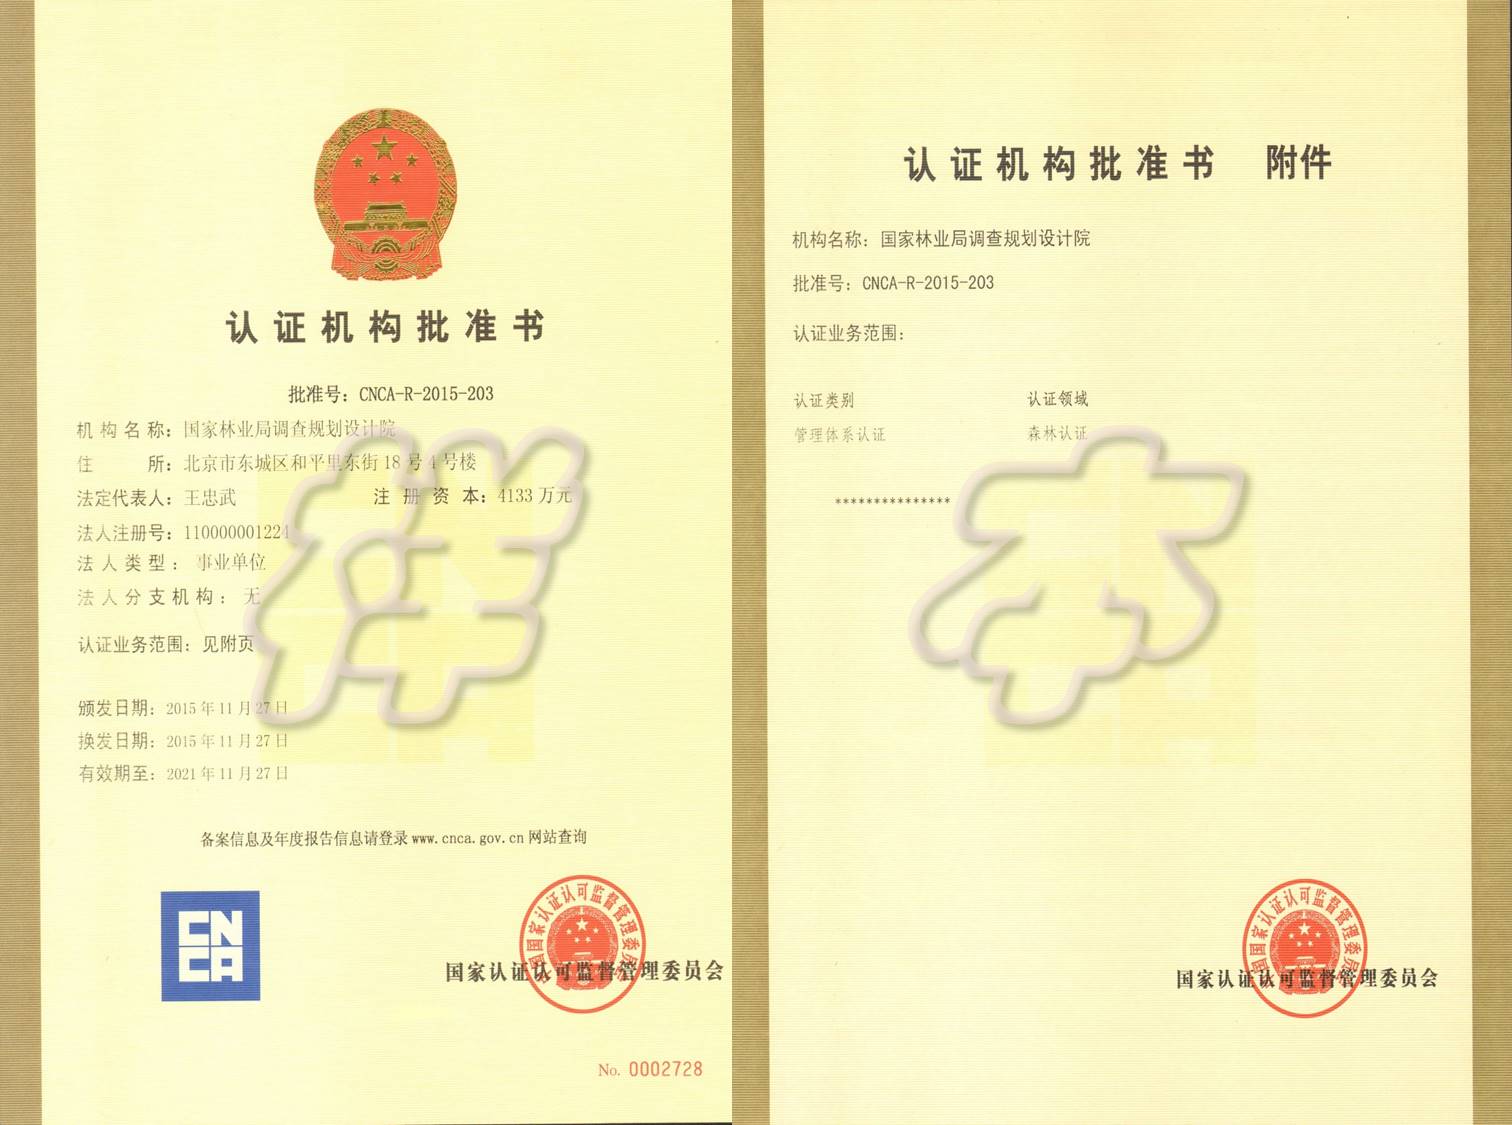 认证机构批准书
批准号：CNCA-R-2015-203
机构名称：国家林业局调查规划设计院
住 所：北京市东城区和平里东街18号4号楼
法定代表人：王忠武 注册资本：4133万元
法人注册号：110000001224
法人类型：事业单位
法人分支机构：无
认证业务范围：见附页
颁发日期：2015年11月27日
换发日期：2015年11月27日
有效期至：2021年11月27日
备案信息及年度报告信息请登录www.cnca.gov.cn网站查询
CN
CA
国家认证认可监督管理委员会
中国国家认证认可监督管理委员会
No. 0002728
样
认证机构批准书 附件
机构名称：国家林业局调查规划设计院
批准号：CNCA-R-2015-203
认证业务范围：
认证类别 认证领域
管理体系认证 森林认证
***************
本
国家认证认可监督管理委员会
中国国家认证认可监督管理委员会